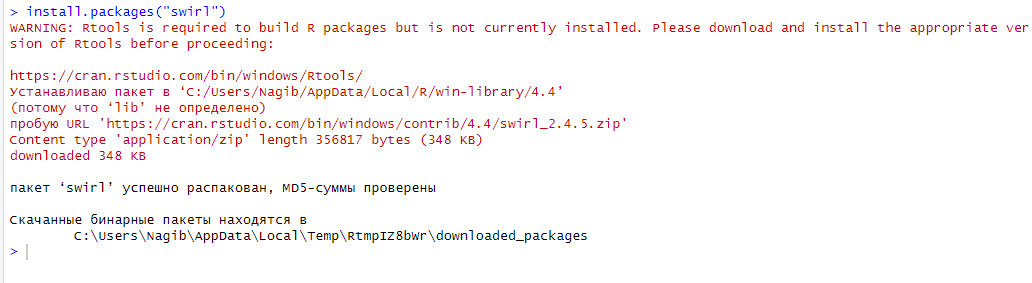 > install.packages("swirl")
WARNING: Rtools is required to build R packages but is not currently installed. Please download and install the appropriate ver
sion of Rtools before proceeding:
https://cran.rstudio.com/bin/windows/Rtools/
Устанавливаю пакет в ‘C:/Users/Nagib/AppData/Local/R/win-library/4.4’
(потому что ‘lib’ не определено)
пробую URL 'https://cran.rstudio.com/bin/windows/contrib/4.4/swirl_2.4.5.zip'
Content type 'application/zip' length 356817 bytes (348 KB)
downloaded 348 KB
пакет ‘swirl’ успешно распакован, MD5-суммы проверены
Скачанные бинарные пакеты находятся в
C:\Users\Nagib\AppData\Local\Temp\RtmpIZ8bwr\downloaded_packages
>